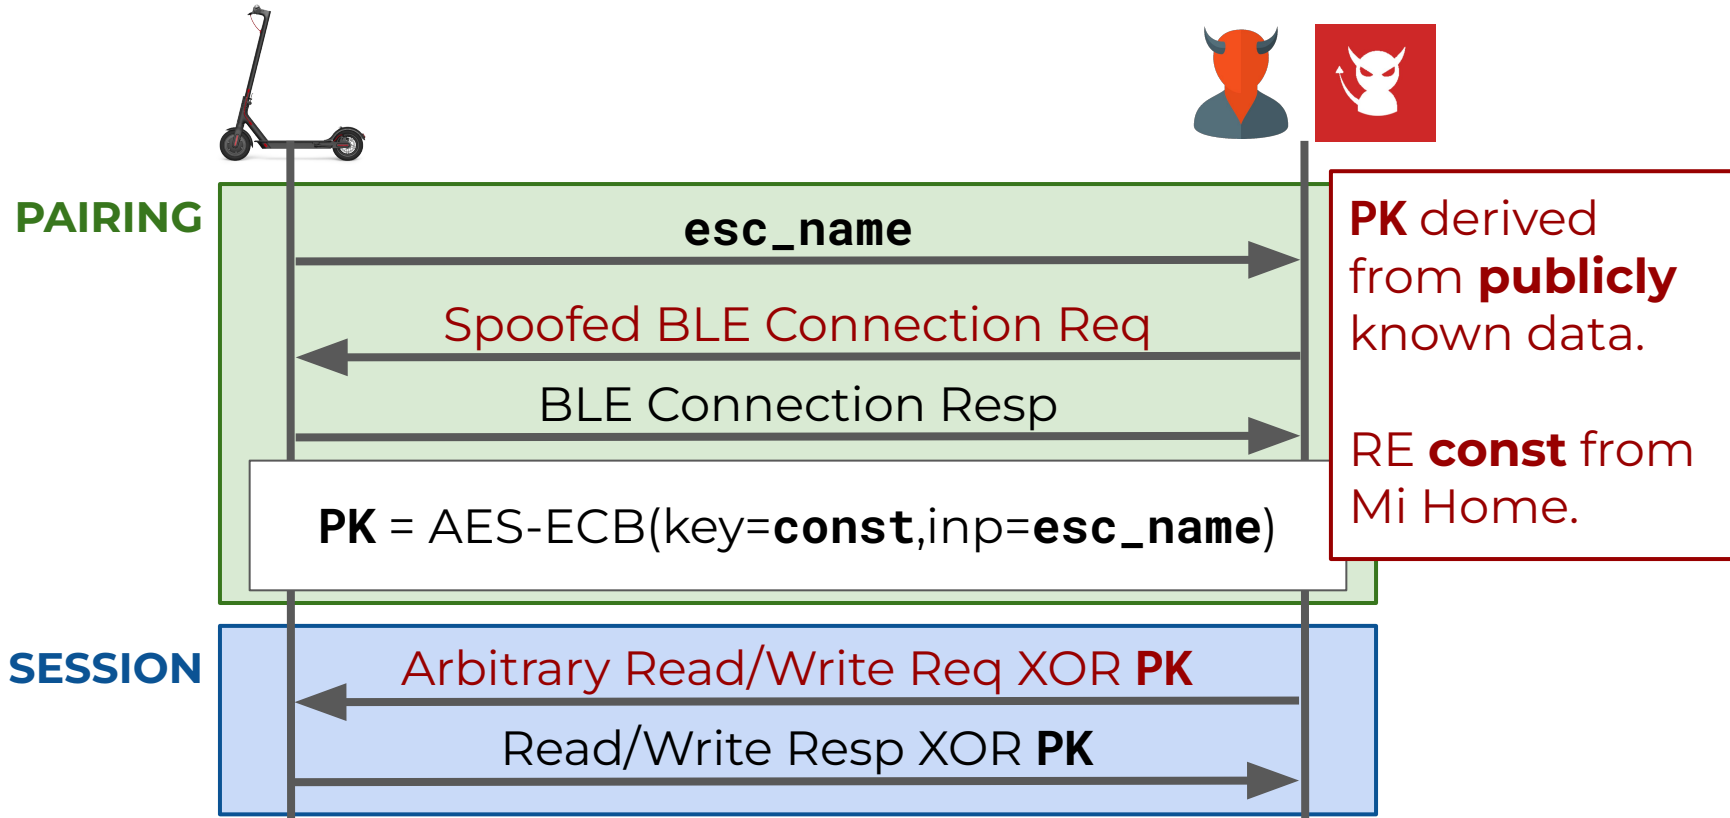 PAIRING
esc_name
Spoofed BLE Connection Req
BLE Connection Resp
PK = AES-ECB(key=const,inp=esc_name)
PK derived
from publicly
known data.
RE const from
Mi Home.
SESSION
Arbitrary Read/Write Req XOR PK
Read/Write Resp XOR PK